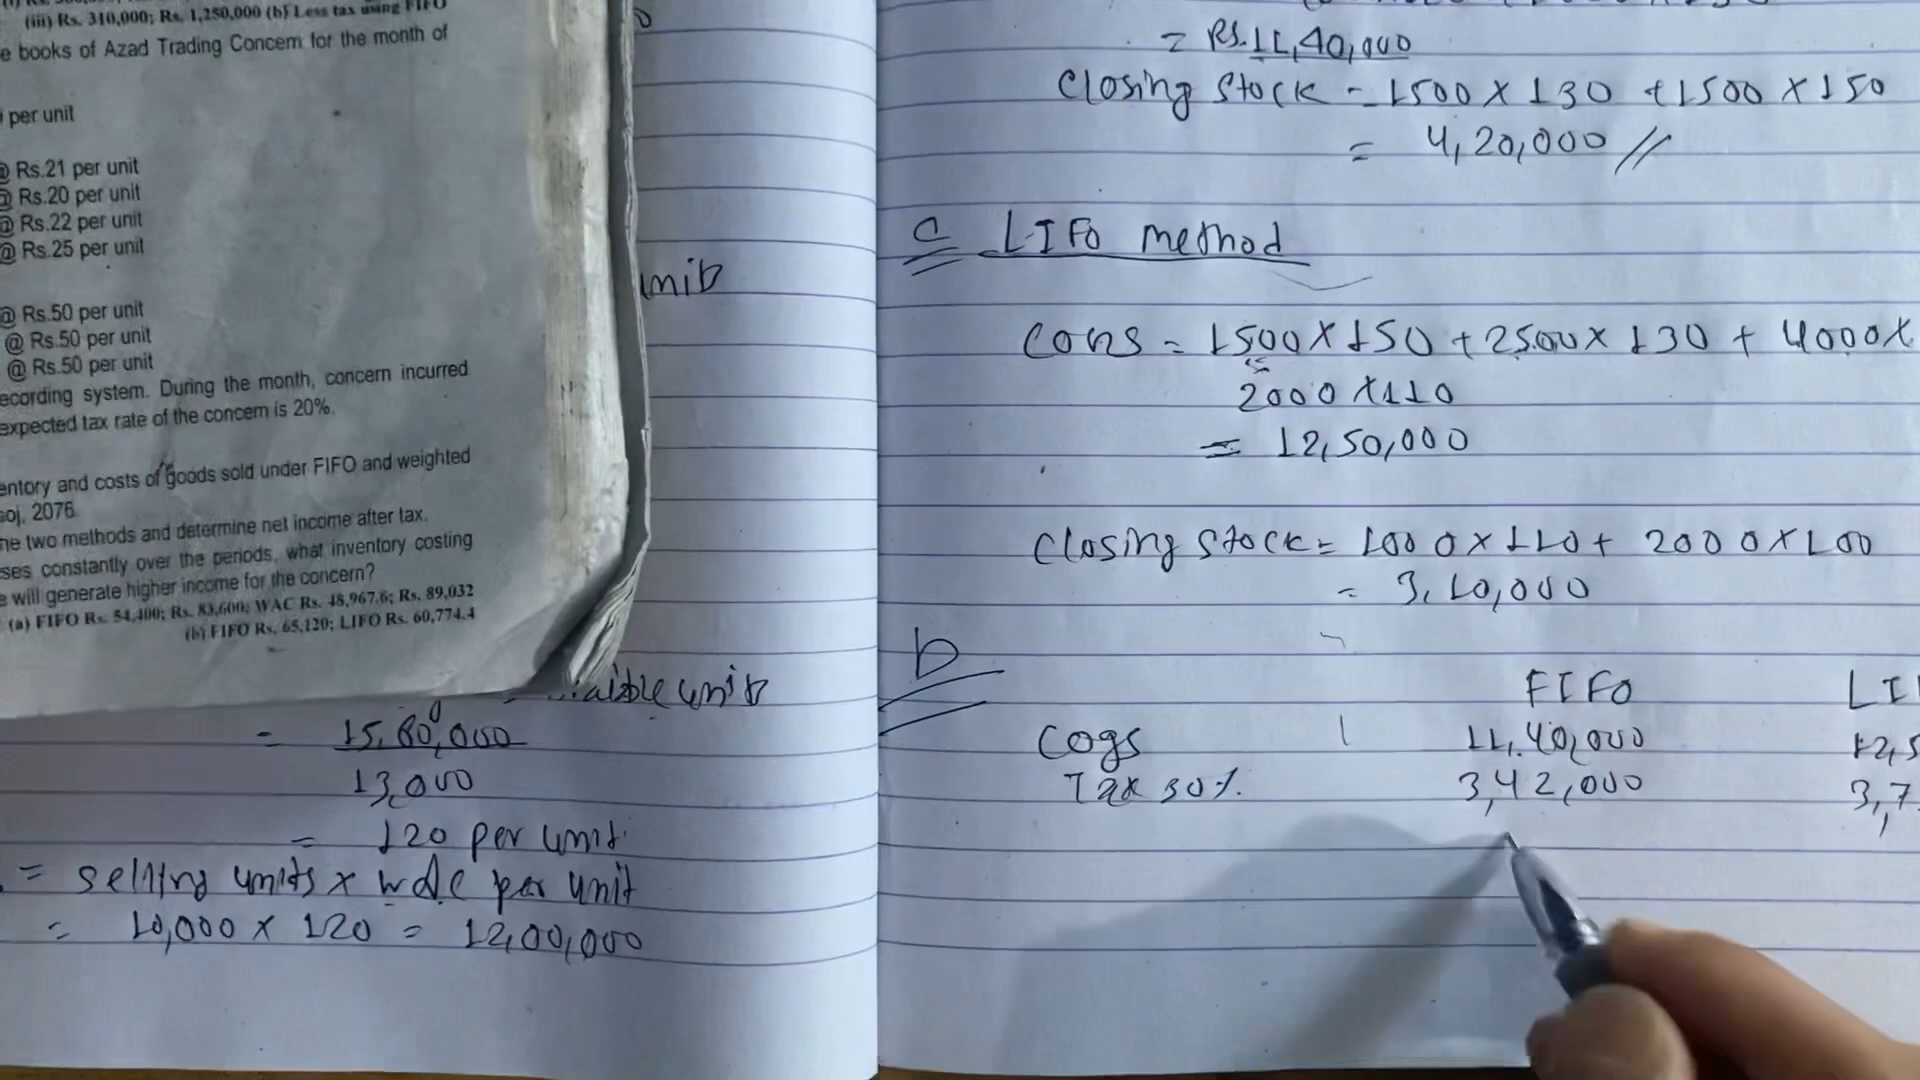 (iii) Rs. 310,000; Rs. 1,250,000 (b) Less tax using FIFO
e books of Azad Trading Concern for the month of
per unit
@ Rs.21 per unit
@ Rs.20 per unit
@ Rs.22 per unit
@ Rs.25 per unit
@ Rs.50 per unit
@ Rs.50 per unit
@ Rs.50 per unit
ecording system. During the month, concern incurred
expected tax rate of the concern is 20%.
entory and costs of goods sold under FIFO and weighted
oj, 2076
he two methods and determine net income after tax.
ses constantly over the periods, what inventory costing
e will generate higher income for the concern?
(a) FIFO Rs. 54,400; Rs. 83,600; WAC Rs. 48,967.6; Rs. 89,032
(b) FIFO Rs. 65,120; LIFO Rs. 60,774.4
unit
= 15,80,000
13,000
= 120 per unit.
= selling units x wAC per unit
= 10,000 x 120 = 12,00,000
= RS.11,40,000
Closing Stock = 1500 x 130 + 1500 x 150
= 4,20,000 //
C LIFO method
COGS = 1500 x 150 + 2500 x 130 + 4000 x
2000 x 110
= 12,50,000
Closing Stock = 1000 x 110 + 2000 x 100
= 3,10,000
b
FIFO LI
Cogs 11,40,000 12,5
Tax 30% 3,42,000 3,7